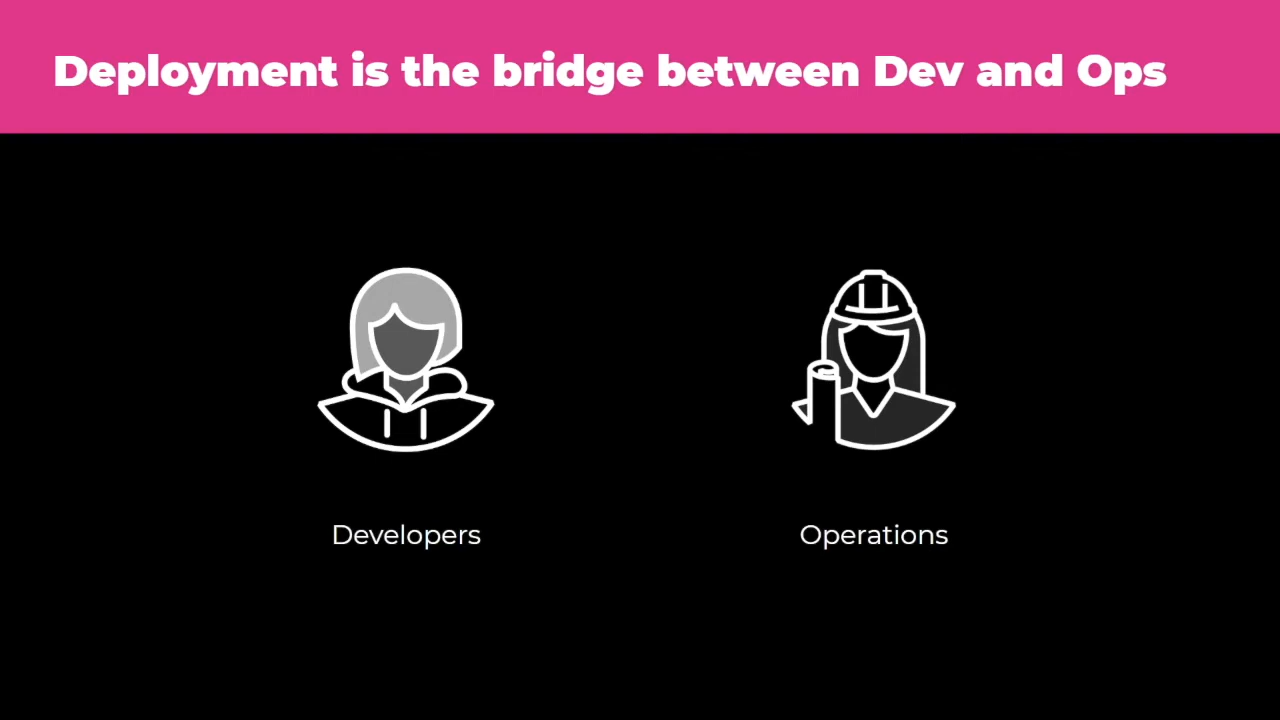 Deployment is the bridge between Dev and Ops
Developers
Operations